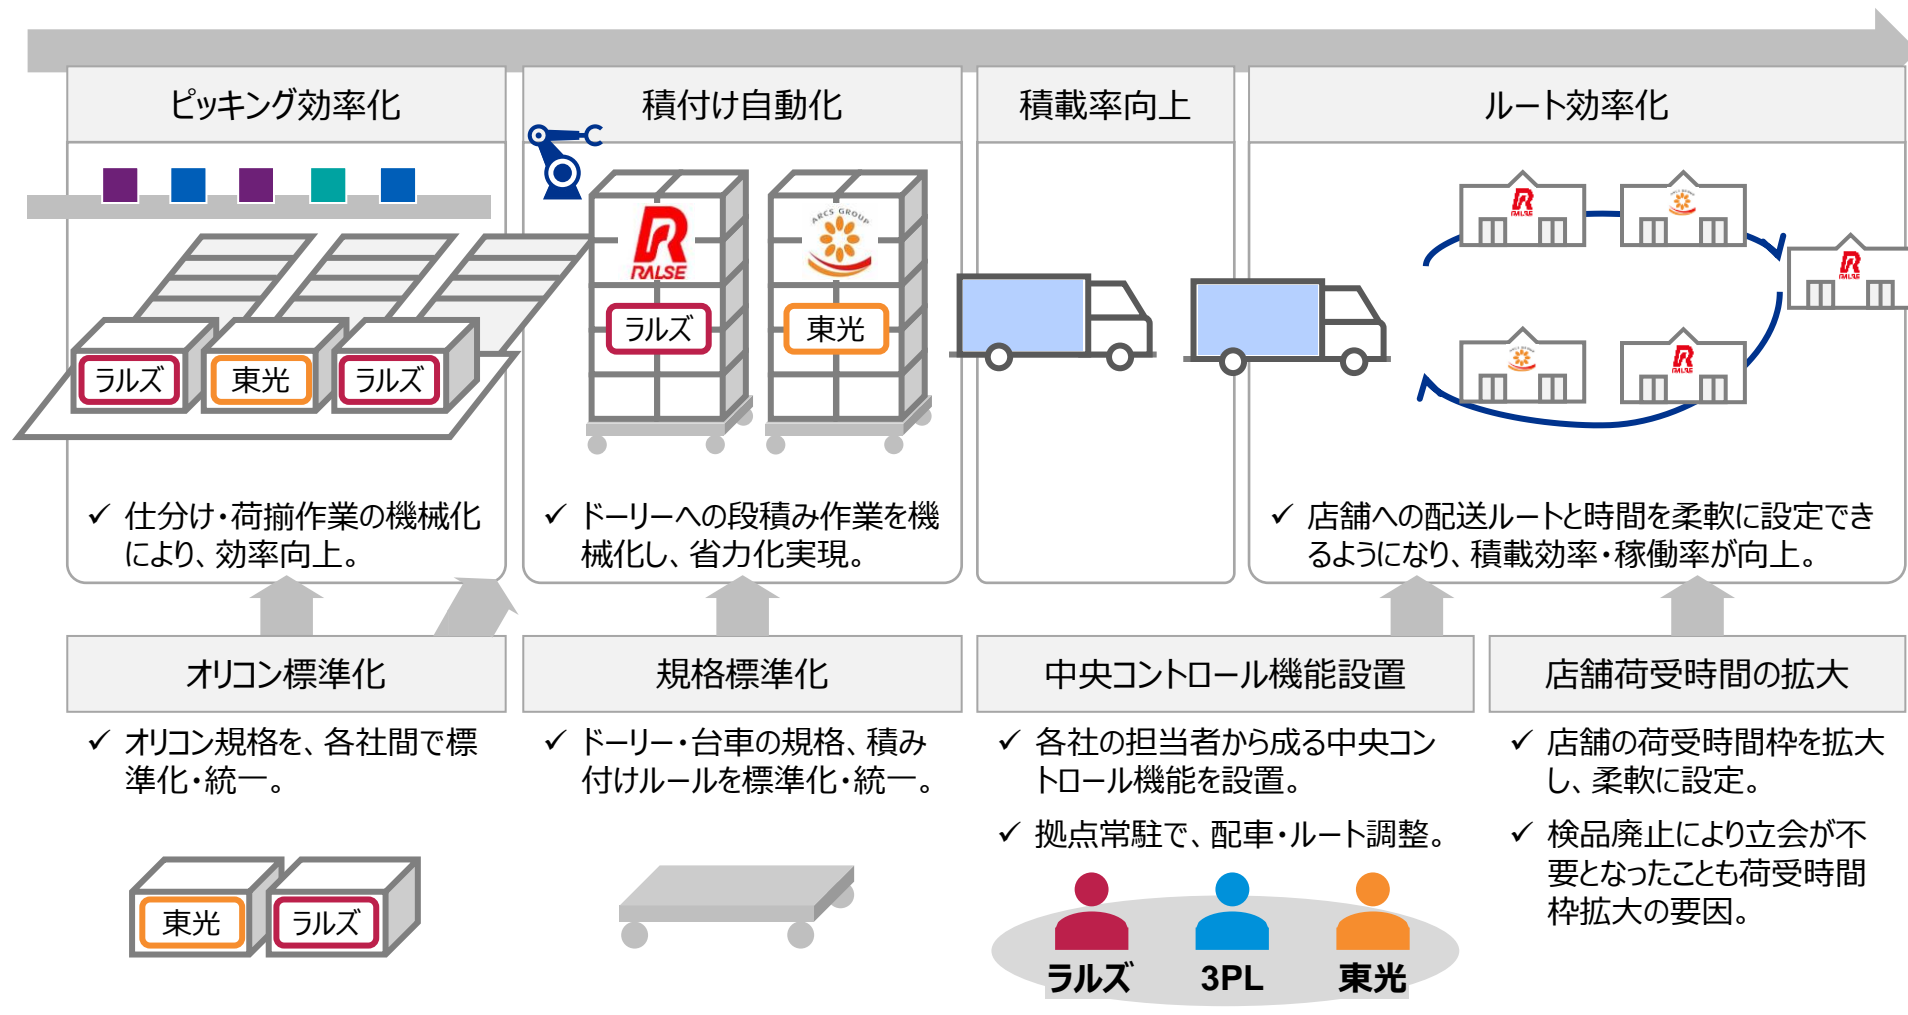 ピッキング効率化
積付け自動化
積載率向上
ルート効率化
ラルズ
東光
ラルズ
RALSE
ラルズ
ARCS GROUP
東光
RALSE
ARCS GROUP
RALSE
ARCS GROUP
RALSE
✓ 仕分け・荷揃作業の機械化
により、効率向上。
✓ ドーリーへの段積み作業を機
械化し、省力化実現。
✓ 店舗への配送ルートと時間を柔軟に設定でき
るようになり、積載効率・稼働率が向上。
オリコン標準化
✓ オリコン規格を、各社間で標
準化・統一。
東光
ラルズ
規格標準化
✓ ドーリー・台車の規格、積み
付けルールを標準化・統一。
中央コントロール機能設置
✓ 各社の担当者から成る中央コン
トロール機能を設置。
✓ 拠点常駐で、配車・ルート調整。
ラルズ
3PL
東光
店舗荷受時間の拡大
✓ 店舗の荷受時間枠を拡大
し、柔軟に設定。
✓ 検品廃止により立会が不
要となったことも荷受時間
枠拡大の要因。